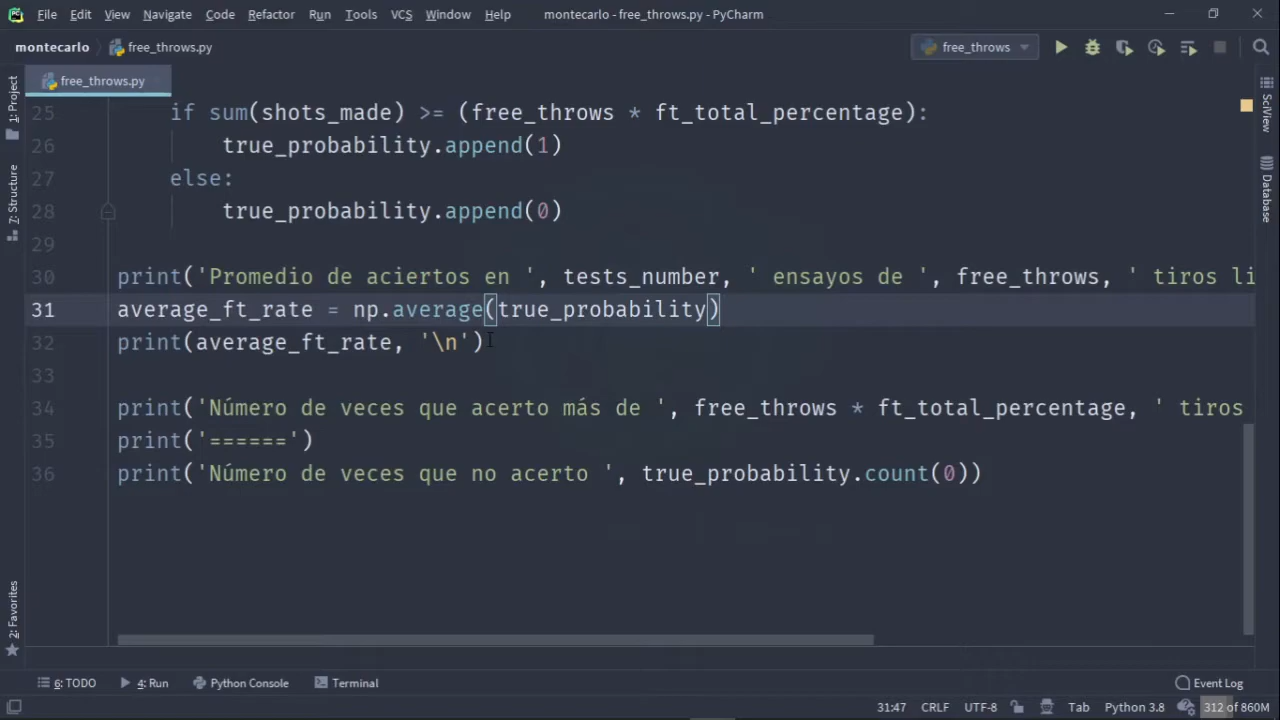 File Edit View Navigate Code Refactor Run Tools VCS Window Help montecarlo - free_throws.py - PyCharm
montecarlo free_throws.py free_throws
free_throws.py
1: Project
7: Structure
2: Favorites
SciView
Database
25 if sum(shots_made) >= (free_throws * ft_total_percentage):
26 true_probability.append(1)
27 else:
28 true_probability.append(0)
29
30 print('Promedio de aciertos en ', tests_number, ' ensayos de ', free_throws, ' tiros li
31 average_ft_rate = np.average(true_probability)
32 print(average_ft_rate, '\n')
33
34 print('Número de veces que acerto más de ', free_throws * ft_total_percentage, ' tiros
35 print('======')
36 print('Número de veces que no acerto ', true_probability.count(0))
6: TODO 4: Run Python Console Terminal Event Log
31:47 CRLF UTF-8 Tab Python 3.8 312 of 860M